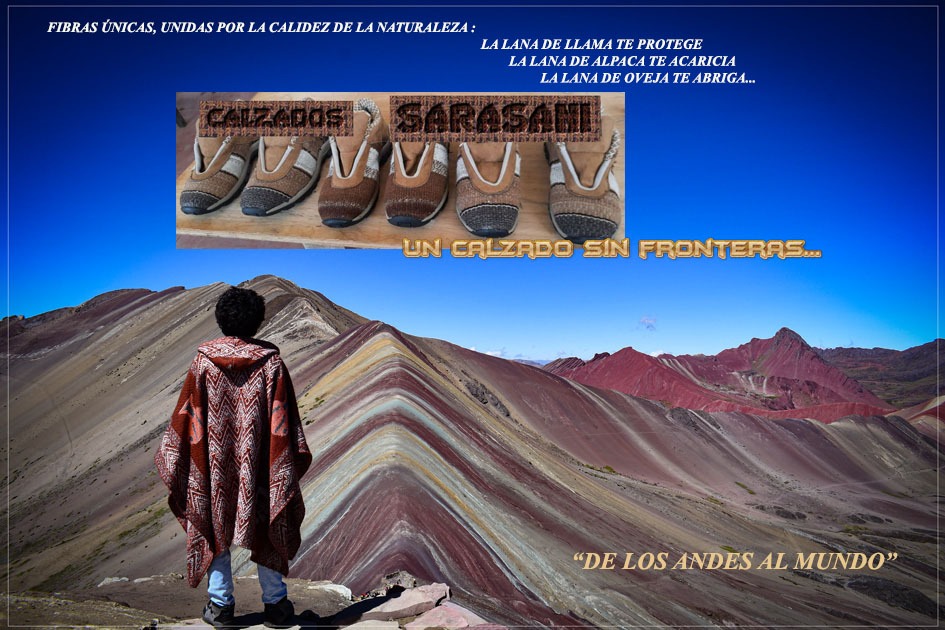 FIBRAS ÚNICAS, UNIDAS POR LA CALIDEZ DE LA NATURALEZA :
LA LANA DE LLAMA TE PROTEGE
LA LANA DE ALPACA TE ACARICIA
LA LANA DE OVEJA TE ABRIGA...
CALZADOS SARASANI
UN CALZADO SIN FRONTERAS...
“DE LOS ANDES AL MUNDO”